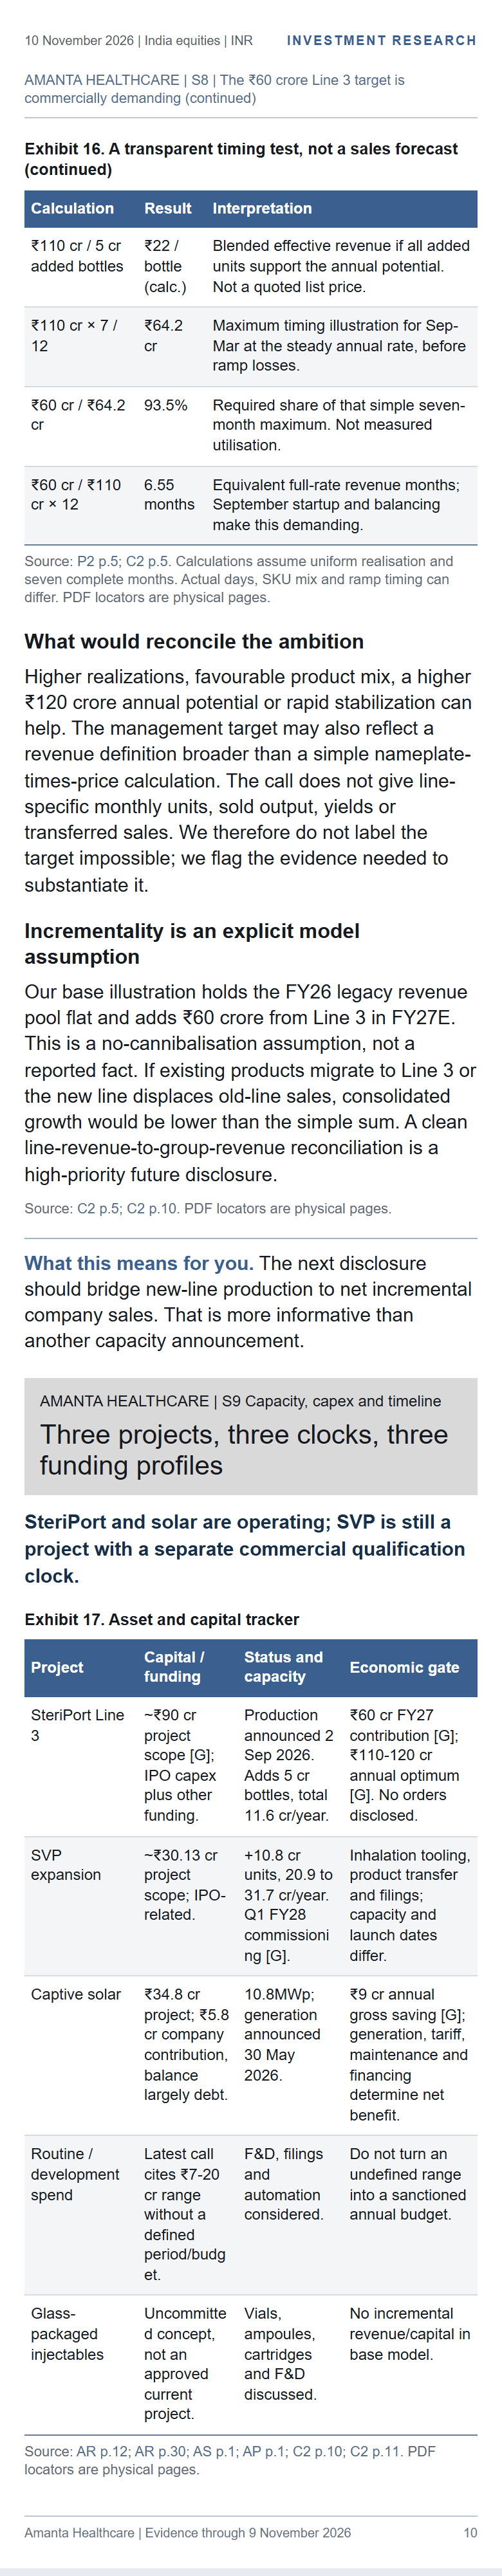 10 November 2026 | India equities | INR
INVESTMENT RESEARCH
AMANTA HEALTHCARE | S8 | The ₹60 crore Line 3 target is
commercially demanding (continued)
Exhibit 16. A transparent timing test, not a sales forecast
(continued)
Calculation
Result
Interpretation
₹110 cr / 5 cr
added bottles
₹22 /
bottle
(calc.)
Blended effective revenue if all added
units support the annual potential.
Not a quoted list price.
₹110 cr × 7 /
12
₹64.2
cr
Maximum timing illustration for Sep-
Mar at the steady annual rate, before
ramp losses.
₹60 cr / ₹64.2
cr
93.5%
Required share of that simple seven-
month maximum. Not measured
utilisation.
₹60 cr / ₹110
cr × 12
6.55
months
Equivalent full-rate revenue months;
September startup and balancing
make this demanding.
Source: P2 p.5; C2 p.5. Calculations assume uniform realisation and
seven complete months. Actual days, SKU mix and ramp timing can
differ. PDF locators are physical pages.
What would reconcile the ambition
Higher realizations, favourable product mix, a higher
₹120 crore annual potential or rapid stabilization can
help. The management target may also reflect a
revenue definition broader than a simple nameplate-
times-price calculation. The call does not give line-
specific monthly units, sold output, yields or
transferred sales. We therefore do not label the
target impossible; we flag the evidence needed to
substantiate it.
Incrementality is an explicit model
assumption
Our base illustration holds the FY26 legacy revenue
pool flat and adds ₹60 crore from Line 3 in FY27E.
This is a no-cannibalisation assumption, not a
reported fact. If existing products migrate to Line 3 or
the new line displaces old-line sales, consolidated
growth would be lower than the simple sum. A clean
line-revenue-to-group-revenue reconciliation is a
high-priority future disclosure.
Source: C2 p.5; C2 p.10. PDF locators are physical pages.
What this means for you. The next disclosure
should bridge new-line production to net incremental
company sales. That is more informative than
another capacity announcement.
AMANTA HEALTHCARE | S9 Capacity, capex and timeline
Three projects, three clocks, three
funding profiles
SteriPort and solar are operating; SVP is still a
project with a separate commercial qualification
clock.
Exhibit 17. Asset and capital tracker
Project
Capital /
funding
Status and
capacity
Economic gate
SteriPort Line
3
~₹90 cr
project
scope [G];
IPO capex
plus other
funding.
Production
announced 2
Sep 2026.
Adds 5 cr
bottles, total
11.6 cr/year.
₹60 cr FY27
contribution [G];
₹110-120 cr
annual optimum
[G]. No orders
disclosed.
SVP
expansion
~₹30.13 cr
project
scope; IPO-
related.
+10.8 cr
units, 20.9 to
31.7 cr/year.
Q1 FY28
commissioni
ng [G].
Inhalation tooling,
product transfer
and filings;
capacity and
launch dates
differ.
Captive solar
₹34.8 cr
project; ₹5.8
cr company
contribution,
balance
largely debt.
10.8MWp;
generation
announced
30 May
2026.
₹9 cr annual
gross saving [G];
generation, tariff,
maintenance and
financing
determine net
benefit.
Routine /
development
spend
Latest call
cites ₹7-20
cr range
without a
defined
period/budg
et.
F&D, filings
and
automation
considered.
Do not turn an
undefined range
into a sanctioned
annual budget.
Glass-
packaged
injectables
Uncommitte
d concept,
not an
approved
current
project.
Vials,
ampoules,
cartridges
and F&D
discussed.
No incremental
revenue/capital in
base model.
Source: AR p.12; AR p.30; AS p.1; AP p.1; C2 p.10; C2 p.11. PDF
locators are physical pages.
Amanta Healthcare | Evidence through 9 November 2026
10